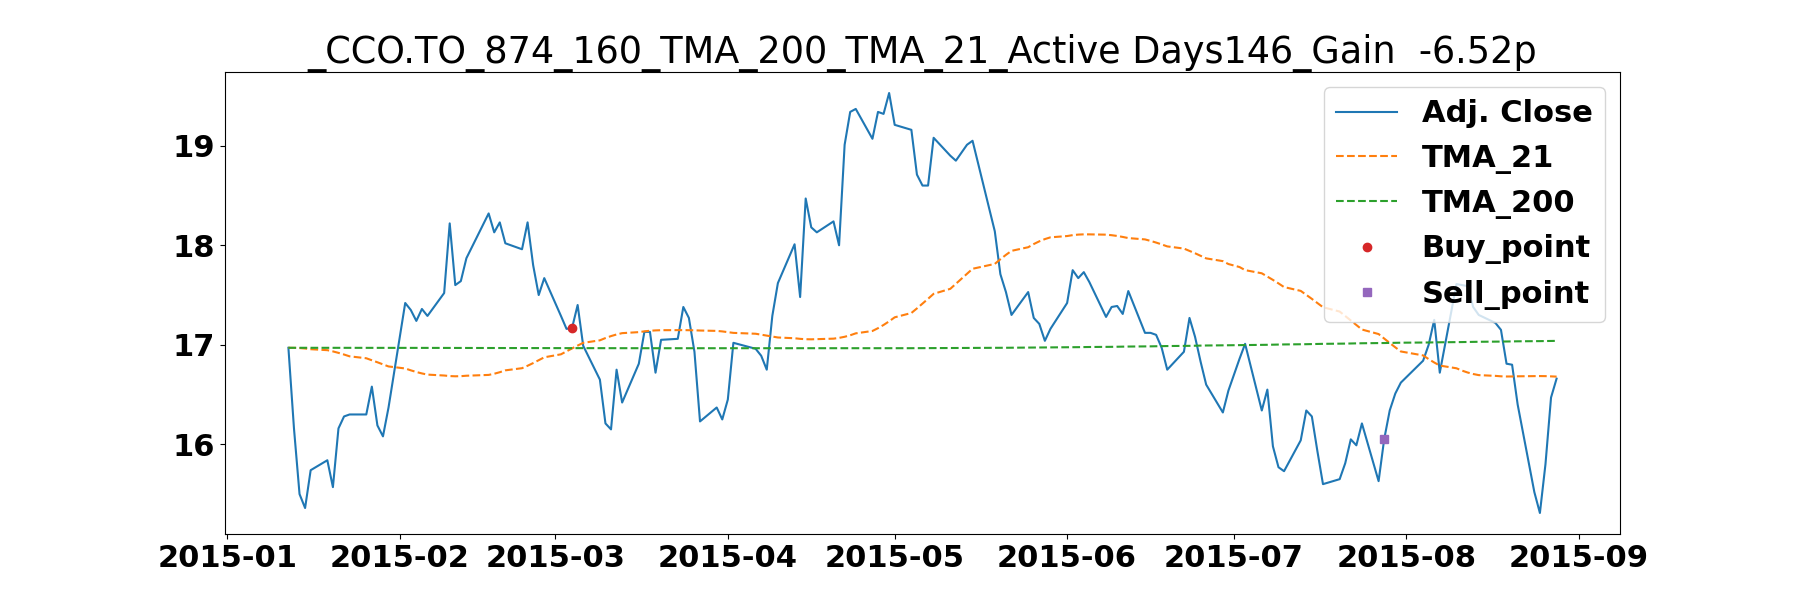 _CCO.TO_874_160_TMA_200_TMA_21_Active Days146_Gain  -6.52p
19
18
17
16
Adj. Close
TMA_21
TMA_200
Buy_point
Sell_point
2015-01 2015-02 2015-03 2015-04 2015-05 2015-06 2015-07 2015-08 2015-09